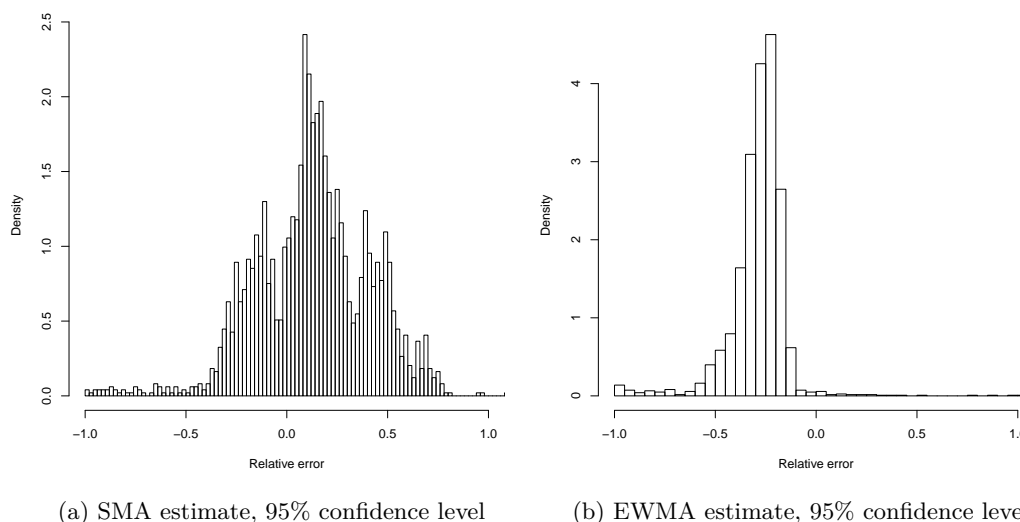 2.5
2.0
1.5
1.0
0.5
0.0
Density
−1.0 −0.5 0.0 0.5 1.0
Relative error
(a) SMA estimate, 95% confidence level
4
3
2
1
0
Density
−1.0 −0.5 0.0 0.5 1.0
Relative error
(b) EWMA estimate, 95% confidence leve